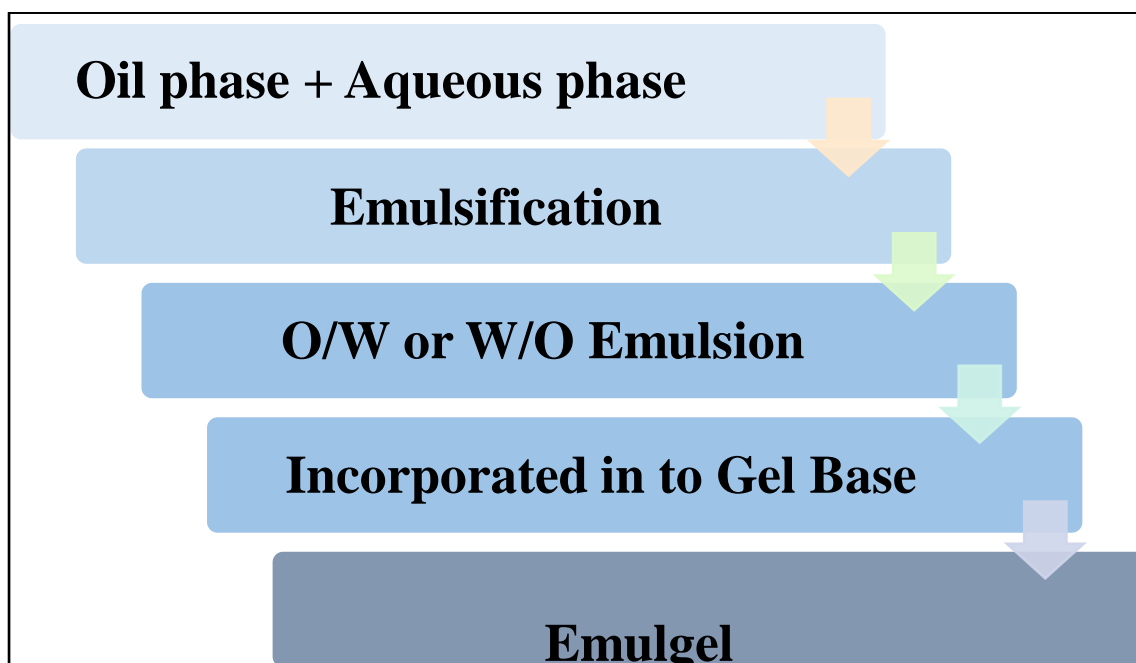 Oil phase + Aqueous phase
Emulsification
O/W or W/O Emulsion
Incorporated in to Gel Base
Emulgel